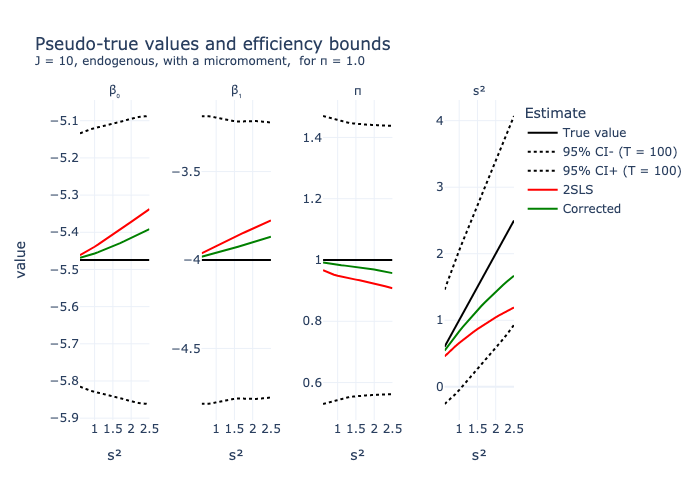 Pseudo-true values and efficiency bounds
J = 10, endogenous, with a micromoment,  for π = 1.0
β₀
β₁
π
s²
value
−5.1
−5.2
−5.3
−5.4
−5.5
−5.6
−5.7
−5.8
−5.9
−3.5
−4
−4.5
1.4
1.2
1
0.8
0.6
4
3
2
1
0
1 1.5 2 2.5
1 1.5 2 2.5
1 1.5 2 2.5
1 1.5 2 2.5
s²
s²
s²
s²
Estimate
True value
95% CI- (T = 100)
95% CI+ (T = 100)
2SLS
Corrected